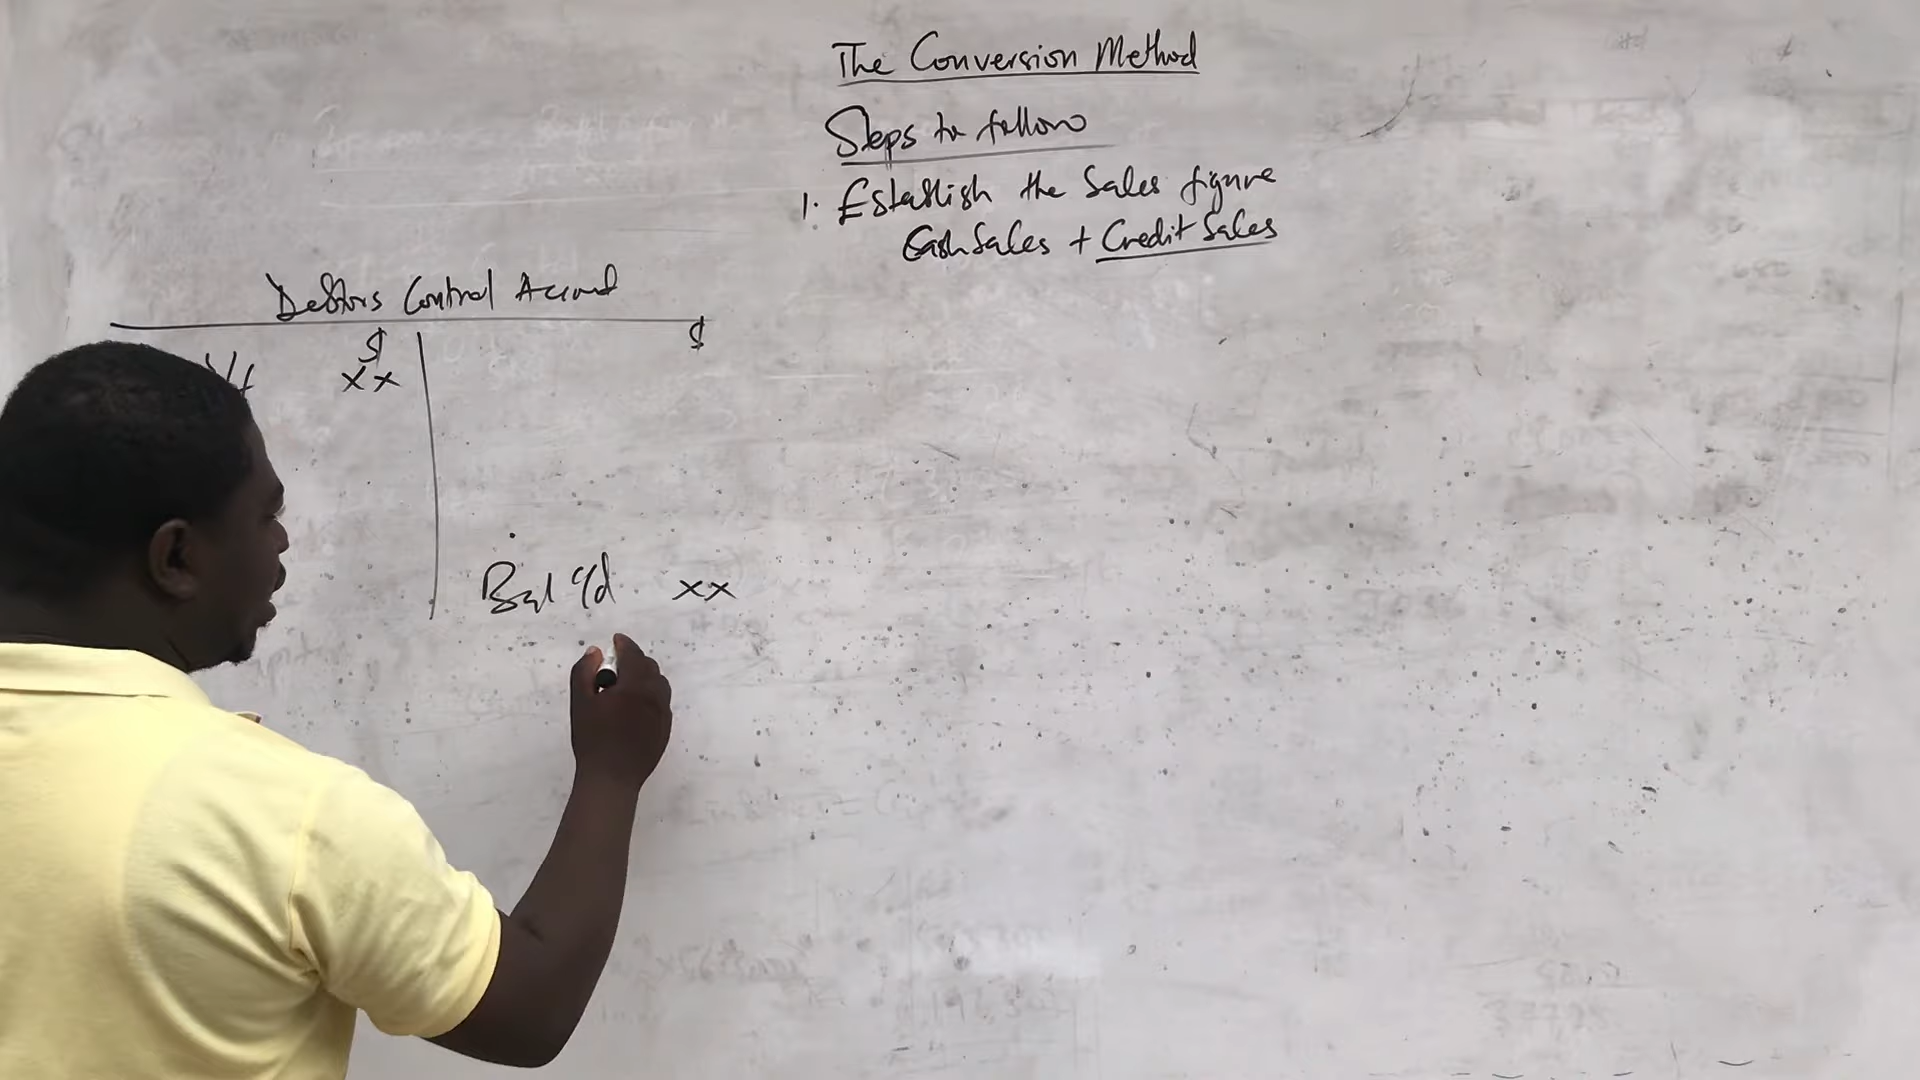 The Conversion Method
Steps to follow
1. Establish the Sales figure
Cash Sales + Credit Sales
Debtors Control Account
$ $
xx
Bal c/d xx